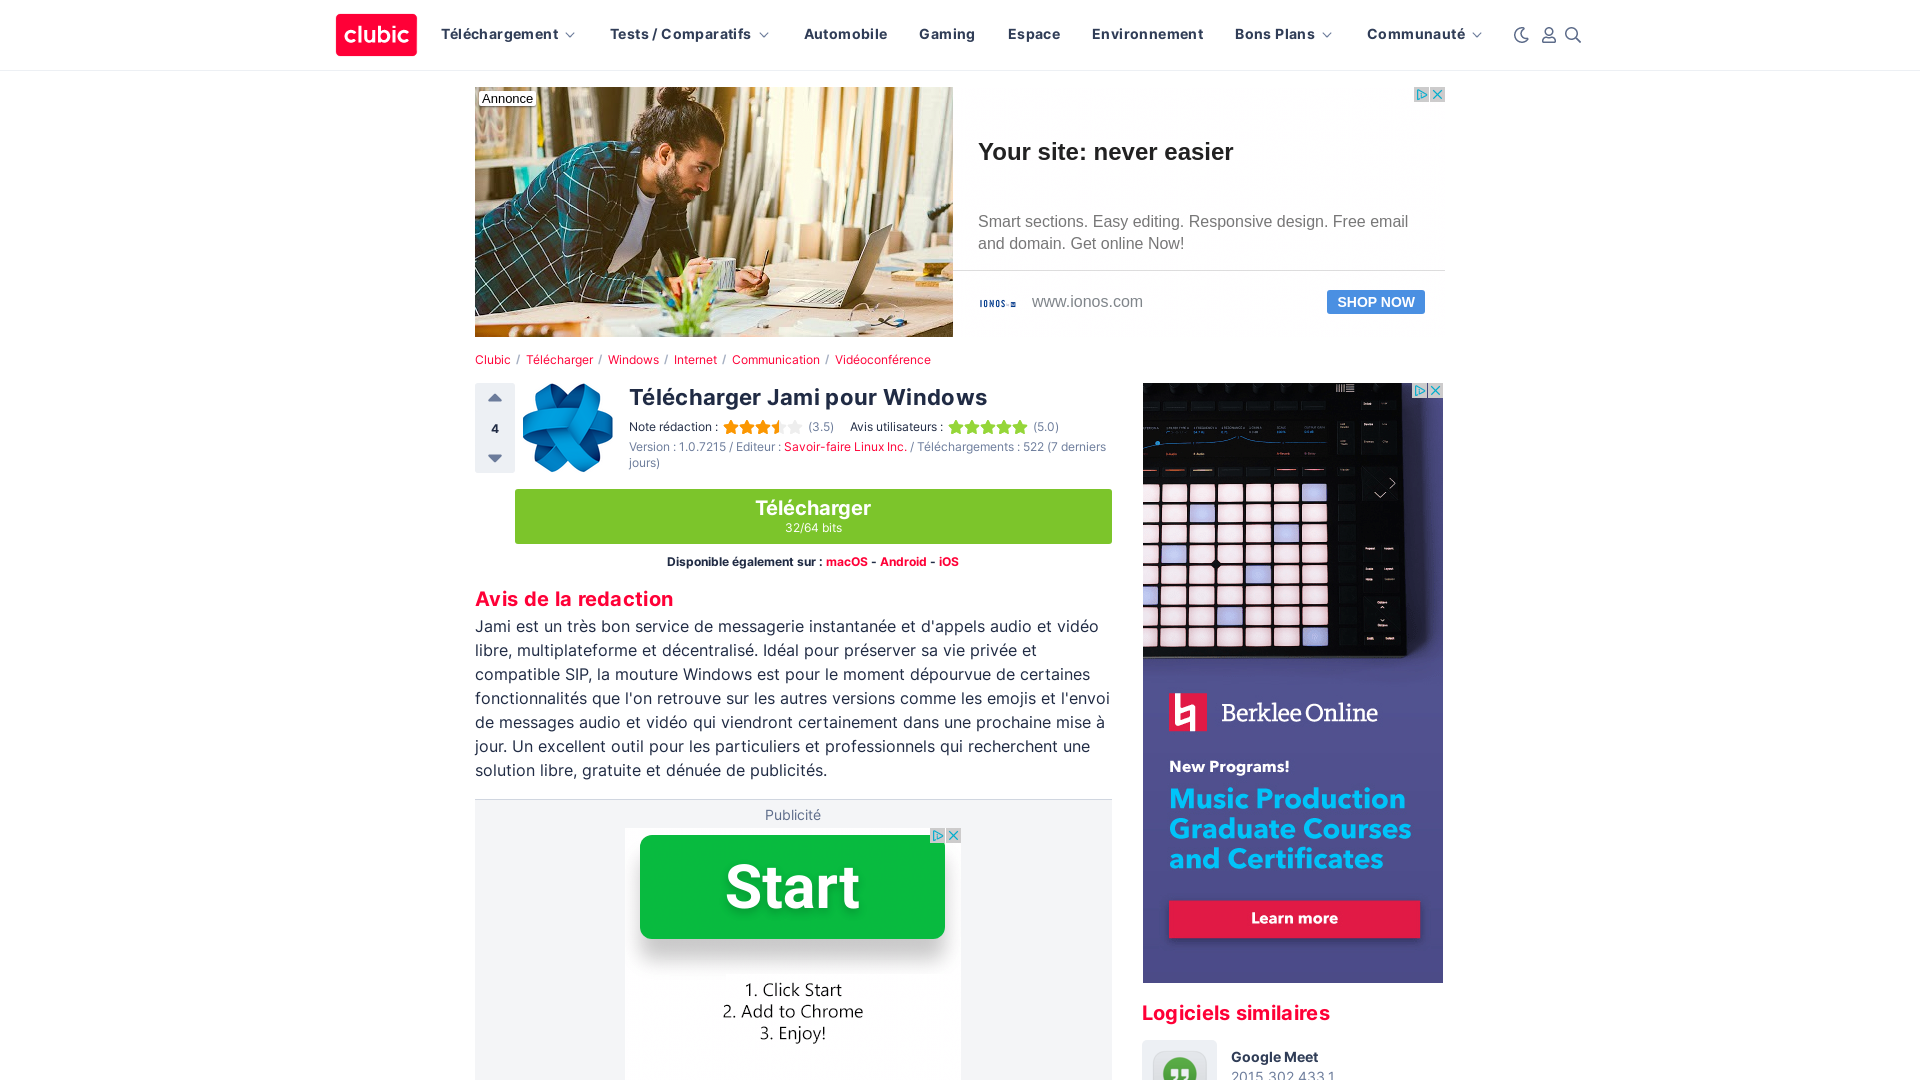 clubic
Téléchargement
Tests / Comparatifs
Automobile
Gaming
Espace
Environnement
Bons Plans
Communauté
Annonce
Your site: never easier
Smart sections. Easy editing. Responsive design. Free email
and domain. Get online Now!
IONOS
www.ionos.com
SHOP NOW
Clubic / Télécharger / Windows / Internet / Communication / Vidéoconférence
4
Télécharger Jami pour Windows
Note rédaction : (3.5) Avis utilisateurs : (5.0)
Version : 1.0.7215 / Editeur : Savoir-faire Linux Inc. / Téléchargements : 522 (7 derniers
jours)
Télécharger
32/64 bits
Disponible également sur : macOS - Android - iOS
Avis de la redaction
Jami est un très bon service de messagerie instantanée et d'appels audio et vidéo
libre, multiplateforme et décentralisé. Idéal pour préserver sa vie privée et
compatible SIP, la mouture Windows est pour le moment dépourvue de certaines
fonctionnalités que l'on retrouve sur les autres versions comme les emojis et l'envoi
de messages audio et vidéo qui viendront certainement dans une prochaine mise à
jour. Un excellent outil pour les particuliers et professionnels qui recherchent une
solution libre, gratuite et dénuée de publicités.
Publicité
Start
1. Click Start
2. Add to Chrome
3. Enjoy!
Berklee Online
New Programs!
Music Production
Graduate Courses
and Certificates
Learn more
Logiciels similaires
Google Meet
2015.302.433.1